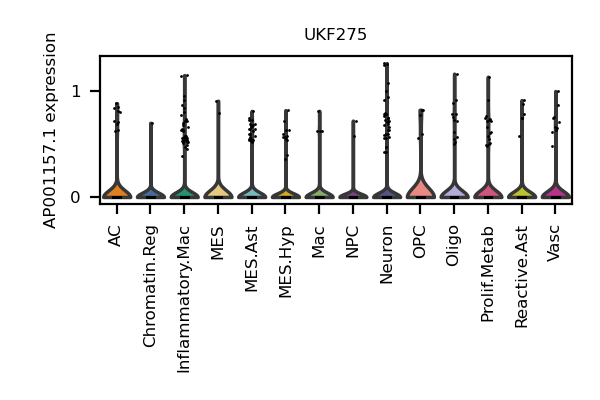 UKF275
AP001157.1 expression
1
0
AC
Chromatin.Reg
Inflammatory.Mac
MES
MES.Ast
MES.Hyp
Mac
NPC
Neuron
OPC
Oligo
Prolif.Metab
Reactive.Ast
Vasc